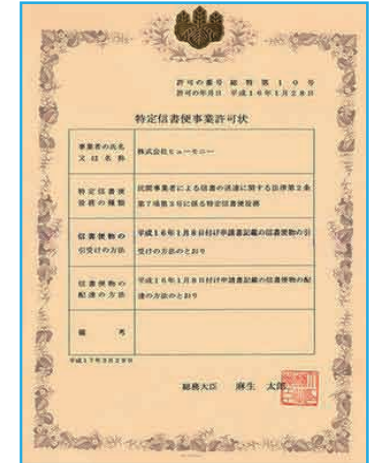 許可の番号 総特第10号
許可の年月日 平成16年1月28日
特定信書便事業許可状
事業者の氏名
又は名称
株式会社ヒューモニー
特定信書便
役務の種類
民間事業者による信書の送達に関する法律第2条
第7項第3号に係る特定信書便役務
信書便物の
引受けの方法
平成16年1月8日付け申請書記載の信書便物の引
受けの方法のとおり
信書便物の
配達の方法
平成16年1月8日付け申請書記載の信書便物の配
達の方法のとおり
備考
平成17年3月29日
総務大臣 麻生 太郎